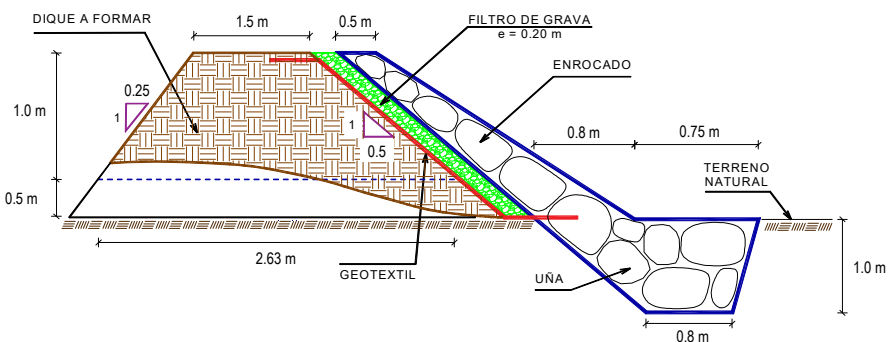 DIQUE A FORMAR
1.5 m
0.5 m
FILTRO DE GRAVA
e = 0.20 m
ENROCADO
0.25
1
1.0 m
1
0.5
0.8 m
0.75 m
TERRENO
NATURAL
0.5 m
2.63 m
GEOTEXTIL
UÑA
1.0 m
0.8 m